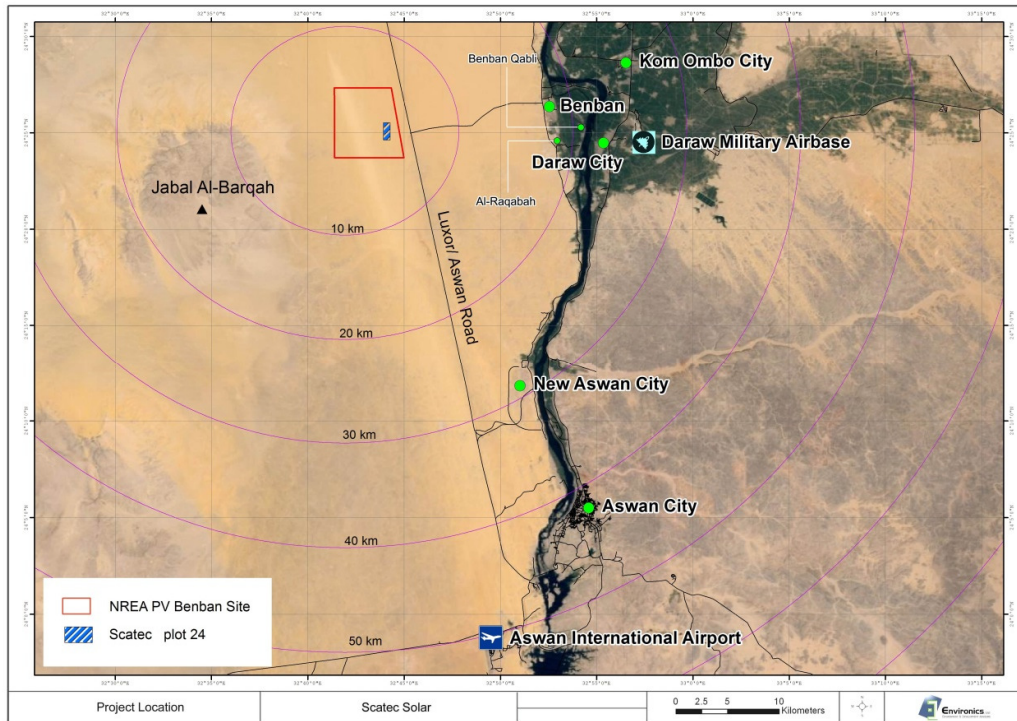 Kom Ombo City
Benban Qabli
Benban
Daraw Military Airbase
Daraw City
Jabal Al-Barqah
Al-Raqabah
10 km
Luxor/ Aswan Road
20 km
New Aswan City
30 km
Aswan City
40 km
NREA PV Benban Site
Scatec plot 24
50 km
Aswan International Airport
Project Location
Scatec Solar
0 2.5 5 10
Kilometers
Environics